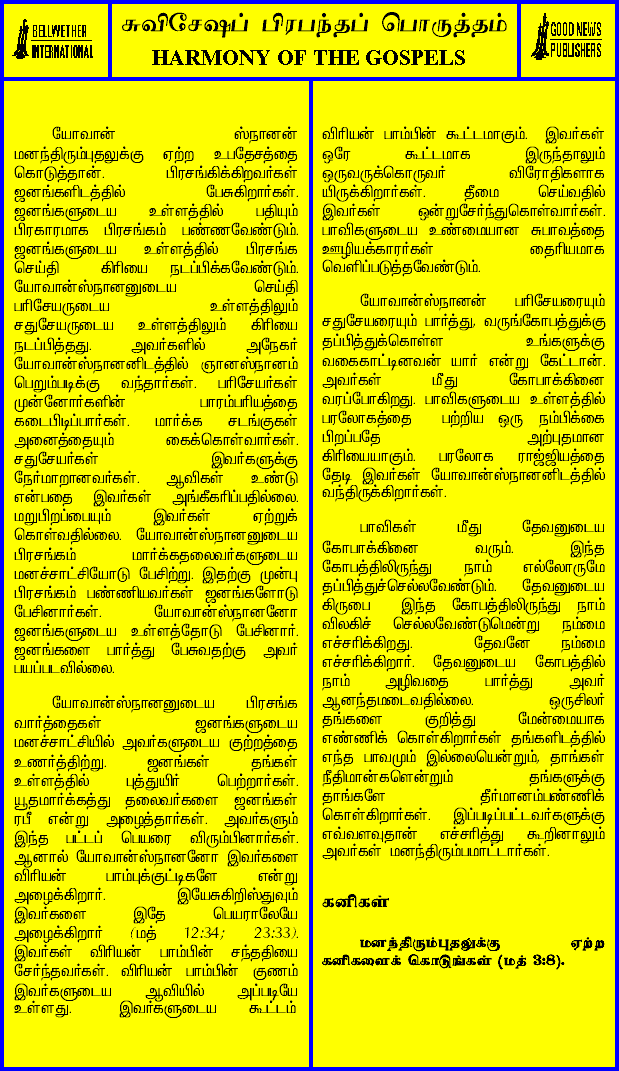 BELLWETHER
INTERNATIONAL
சுவிசேஷப் பிரபந்தப் பொருத்தம்
HARMONY OF THE GOSPELS
GOOD NEWS
PUBLISHERS
யோவான் ஸ்நானன்
மனந்திரும்புதலுக்கு ஏற்ற உபதேசத்தை
கொடுத்தான். பிரசங்கிக்கிறவர்கள்
ஜனங்களிடத்தில் பேசுகிறார்கள்.
ஜனங்களுடைய உள்ளத்தில் பதியும்
பிரகாரமாக பிரசங்கம் பண்ணவேண்டும்.
ஜனங்களுடைய உள்ளத்தில் பிரசங்க
செய்தி கிரியை நடப்பிக்கவேண்டும்.
யோவான்ஸ்நானனுடைய செய்தி
பரிசேயருடைய உள்ளத்திலும்
சதுசேயருடைய உள்ளத்திலும் கிரியை
நடப்பித்தது. அவர்களில் அநேகர்
யோவான்ஸ்நானனிடத்தில் ஞானஸ்நானம்
பெறும்படிக்கு வந்தார்கள். பரிசேயர்கள்
முன்னோர்களின் பாரம்பரியத்தை
கடைபிடிப்பார்கள். மார்க்க சடங்குகள்
அனைத்தையும் கைக்கொள்வார்கள்.
சதுசேயர்கள் இவர்களுக்கு
நேர்மாறானவர்கள். ஆவிகள் உண்டு
என்பதை இவர்கள் அங்கீகரிப்பதில்லை.
மறுபிறப்பையும் இவர்கள் ஏற்றுக்
கொள்வதில்லை. யோவான்ஸ்நானனுடைய
பிரசங்கம் மார்க்கதலைவர்களுடைய
மனச்சாட்சியோடு பேசிற்று. இதற்கு முன்பு
பிரசங்கம் பண்ணியவர்கள் ஜனங்களோடு
பேசினார்கள். யோவான்ஸ்நானனோ
ஜனங்களுடைய உள்ளத்தோடு பேசினார்.
ஜனங்களை பார்த்து பேசுவதற்கு அவர்
பயப்படவில்லை.
யோவான்ஸ்நானனுடைய பிரசங்க
வார்த்தைகள் ஜனங்களுடைய
மனச்சாட்சியில் அவர்களுடைய குற்றத்தை
உணர்த்திற்று. ஜனங்கள் தங்கள்
உள்ளத்தில் புத்துயிர் பெற்றார்கள்.
யூதமார்க்கத்து தலைவர்களை ஜனங்கள்
ரபீ என்று அழைத்தார்கள். அவர்களும்
இந்த பட்டப் பெயரை விரும்பினார்கள்.
ஆனால் யோவான்ஸ்நானனோ இவர்களை
விரியன் பாம்புக்குட்டிகளே என்று
அழைக்கிறார். இயேசுகிறிஸ்துவும்
இவர்களை இதே பெயராலேயே
அழைக்கிறார் (மத் 12:34; 23:33).
இவர்கள் விரியன் பாம்பின் சந்ததியை
சேர்ந்தவர்கள். விரியன் பாம்பின் குணம்
இவர்களுடைய ஆவியில் அப்படியே
உள்ளது. இவர்களுடைய கூட்டம்
விரியன் பாம்பின் கூட்டமாகும். இவர்கள்
ஒரே கூட்டமாக இருந்தாலும்
ஒருவருக்கொருவர் விரோதிகளாக
யிருக்கிறார்கள். தீமை செய்வதில்
இவர்கள் ஒன்றுசேர்ந்துகொள்வார்கள்.
பாவிகளுடைய உண்மையான சுபாவத்தை
ஊழியக்காரர்கள் தைரியமாக
வெளிப்படுத்தவேண்டும்.
யோவான்ஸ்நானன் பரிசேயரையும்
சதுசேயரையும் பார்த்து, வருங்கோபத்துக்கு
தப்பித்துக்கொள்ள உங்களுக்கு
வகைகாட்டினவன் யார் என்று கேட்டான்.
அவர்கள் மீது கோபாக்கினை
வரப்போகிறது. பாவிகளுடைய உள்ளத்தில்
பரலோகத்தை பற்றிய ஒரு நம்பிக்கை
பிறப்பதே அற்புதமான
கிரியையாகும். பரலோக ராஜ்ஜியத்தை
தேடி இவர்கள் யோவான்ஸ்நானனிடத்தில்
வந்திருக்கிறார்கள்.
பாவிகள் மீது தேவனுடைய
கோபாக்கினை வரும். இந்த
கோபத்திலிருந்து நாம் எல்லோருமே
தப்பித்துச்செல்லவேண்டும். தேவனுடைய
கிருபை இந்த கோபத்திலிருந்து நாம்
விலகிச் செல்லவேண்டுமென்று நம்மை
எச்சரிக்கிறது. தேவனே நம்மை
எச்சரிக்கிறார். தேவனுடைய கோபத்தில்
நாம் அழிவதை பார்த்து அவர்
ஆனந்தமடைவதில்லை. ஒருசிலர்
தங்களை குறித்து மேன்மையாக
எண்ணிக் கொள்கிறார்கள் தங்களிடத்தில்
எந்த பாவமும் இல்லையென்றும், தாங்கள்
நீதிமான்களென்றும் தங்களுக்கு
தாங்களே தீர்மானம்பண்ணிக்
கொள்கிறார்கள். இப்படிப்பட்டவர்களுக்கு
எவ்வளவுதான் எச்சரித்து கூறினாலும்
அவர்கள் மனந்திரும்பமாட்டார்கள்.
கனிகள்
மனந்திரும்புதலுக்கு ஏற்ற
கனிகளைக் கொடுங்கள் (மத் 3:8).